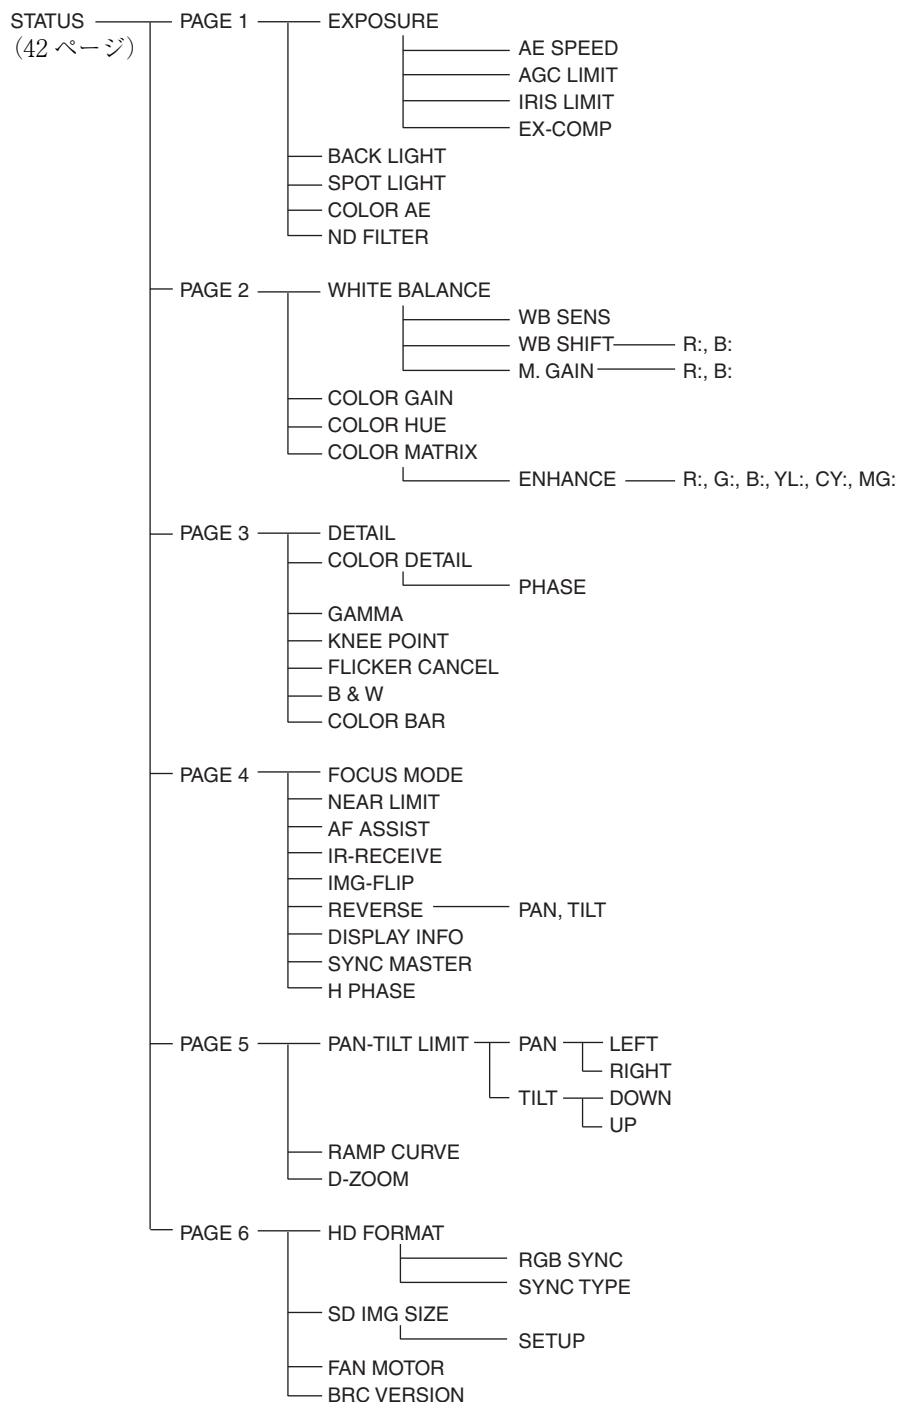 STATUS PAGE 1 EXPOSURE
(42 ページ)
AE SPEED
AGC LIMIT
IRIS LIMIT
EX-COMP
BACK LIGHT
SPOT LIGHT
COLOR AE
ND FILTER
PAGE 2 WHITE BALANCE
WB SENS
WB SHIFT R:, B:
M. GAIN R:, B:
COLOR GAIN
COLOR HUE
COLOR MATRIX
ENHANCE R:, G:, B:, YL:, CY:, MG:
PAGE 3 DETAIL
COLOR DETAIL
PHASE
GAMMA
KNEE POINT
FLICKER CANCEL
B & W
COLOR BAR
PAGE 4 FOCUS MODE
NEAR LIMIT
AF ASSIST
IR-RECEIVE
IMG-FLIP
REVERSE PAN, TILT
DISPLAY INFO
SYNC MASTER
H PHASE
PAGE 5 PAN-TILT LIMIT PAN LEFT
RIGHT
TILT DOWN
UP
RAMP CURVE
D-ZOOM
PAGE 6 HD FORMAT
RGB SYNC
SYNC TYPE
SD IMG SIZE
SETUP
FAN MOTOR
BRC VERSION